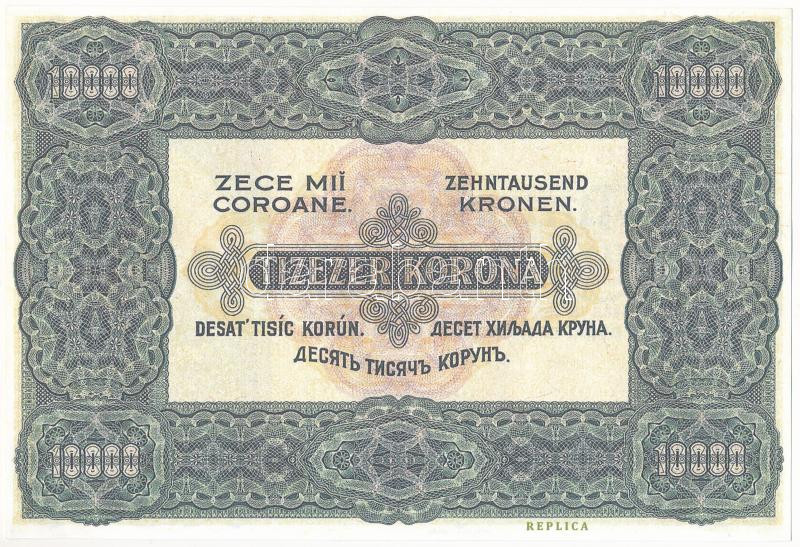 10000 10000
ZECE MIĬ
COROANE.
ZEHNTAUSEND
KRONEN.
TIZEZER KORONA
DESAT' TISÍC KORÚN.
ДЕСЕТ ХИЉАДА КРУНА.
ДЕСЯТЬ ТИСЯЧЪ КОРУНЪ.
10000 10000
REPLICA